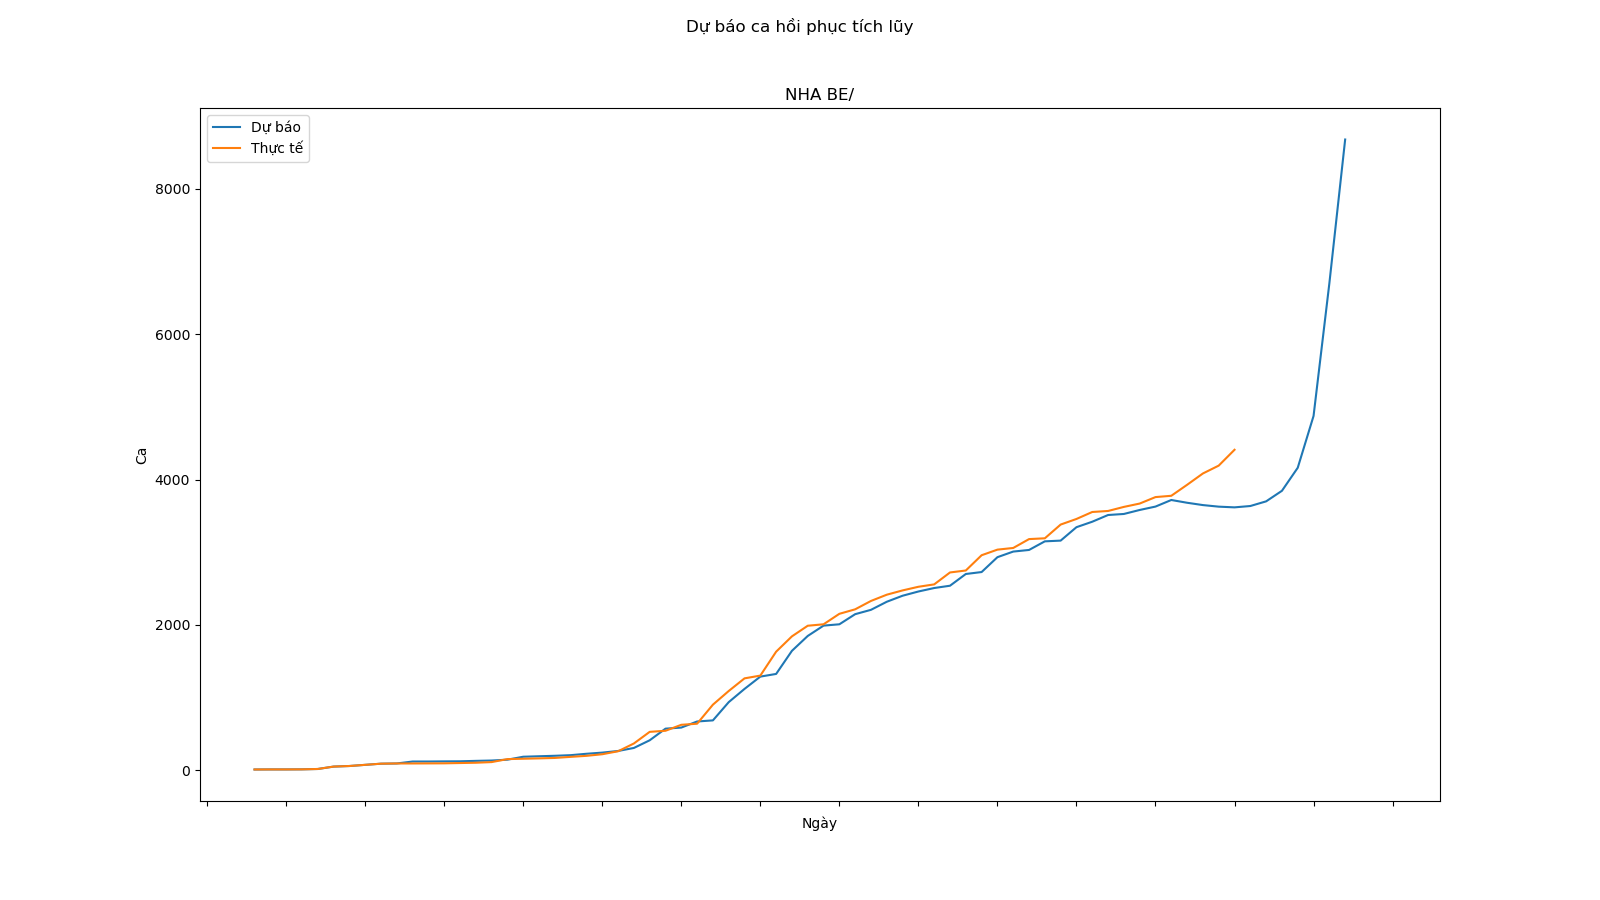 Dự báo ca hồi phục tích lũy
NHA BE/
Dự báo
Thực tế
8000
6000
4000
2000
0
Ca
Ngày